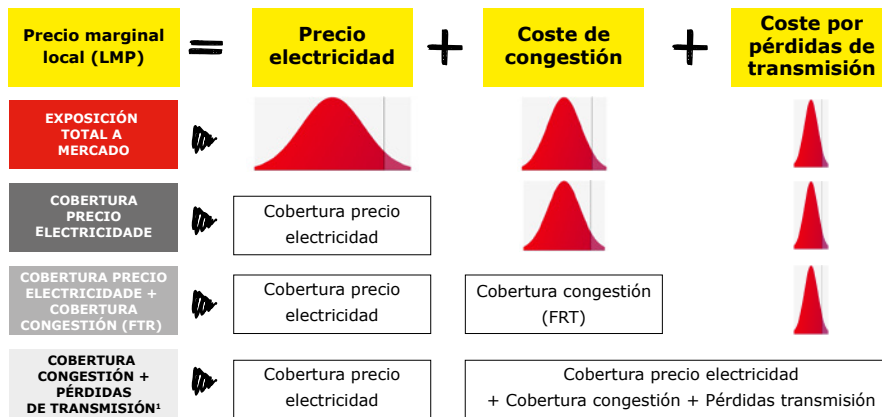 Precio marginal
local (LMP)
=
Precio
electricidad
+
Coste de
congestión
+
Coste por
pérdidas de
transmisión
EXPOSICIÓN
TOTAL A
MERCADO
COBERTURA
PRECIO
ELECTRICIDADE
Cobertura precio
electricidad
COBERTURA PRECIO
ELECTRICIDADE +
COBERTURA
CONGESTIÓN (FTR)
Cobertura precio
electricidad
Cobertura congestión
(FRT)
COBERTURA
CONGESTIÓN +
PÉRDIDAS
DE TRANSMISIÓN¹
Cobertura precio
electricidad
Cobertura precio electricidad
+ Cobertura congestión + Pérdidas transmisión